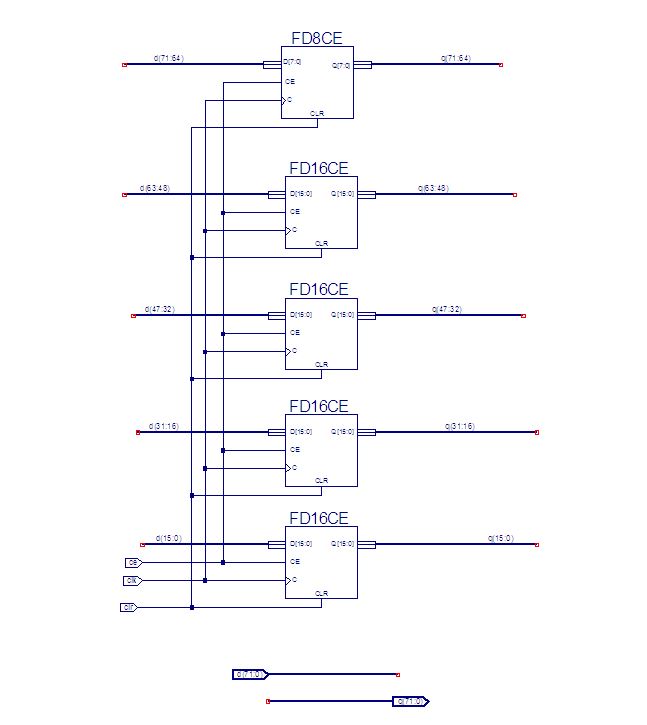 FD8CE
d(71:64) D[7:0] Q[7:0] q(71:64)
CE
C
CLR
FD16CE
d(63:48) D[15:0] Q[15:0] q(63:48)
CE
C
CLR
FD16CE
d(47:32) D[15:0] Q[15:0] q(47:32)
CE
C
CLR
FD16CE
d(31:16) D[15:0] Q[15:0] q(31:16)
CE
C
CLR
FD16CE
d(15:0) D[15:0] Q[15:0] q(15:0)
ce CE
clk C
CLR
clr
d(71:0)
q(71:0)